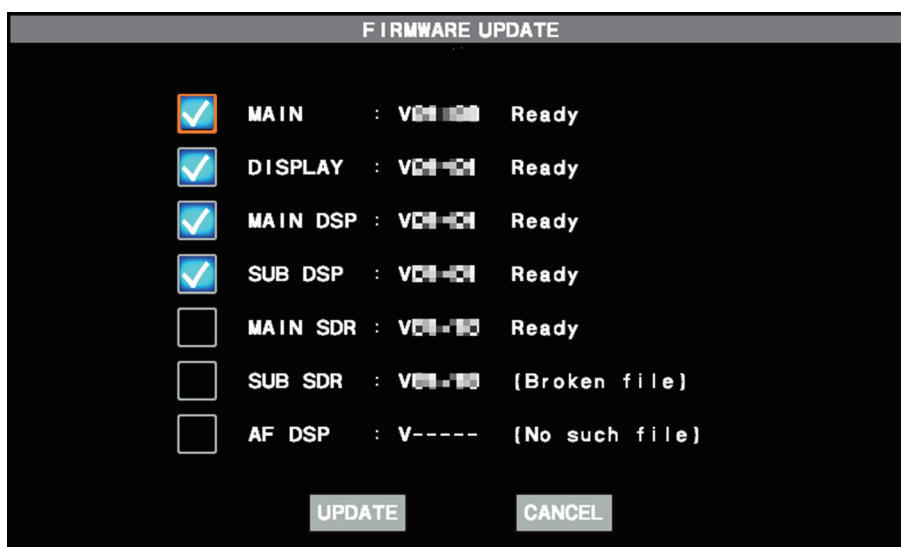 FIRMWARE UPDATE
MAIN :
Ready
DISPLAY :
Ready
MAIN DSP :
Ready
SUB DSP :
Ready
MAIN SDR :
Ready
SUB SDR :
(Broken file)
AF DSP : V----- (No such file)
UPDATE CANCEL